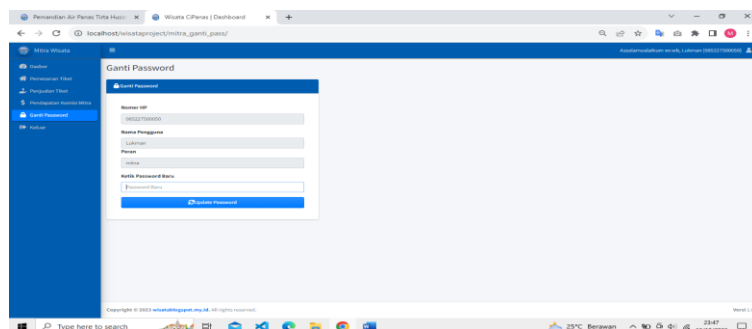 Pemandian Air Panas Tirta Husa
Wisata CiPanas | Dashboard
localhost/wisataproject/mitra_ganti_pass/
Mitra Wisata
Assalamualaikum wr.wb, Lukman (085227500050)
Dasbor
Pemesanan Tiket
Penjualan Tiket
Pendapatan Komisi Mitra
Ganti Password
Keluar
Ganti Password
Ganti Password
Nomer HP
085227500050
Nama Pengguna
Lukman
Peran
mitra
Ketik Password Baru
Password Baru
Update Password
Copyright © 2023 wisatablogspot.my.id. All rights reserved.
Versi
Type here to search
25°C Berawan
23:47